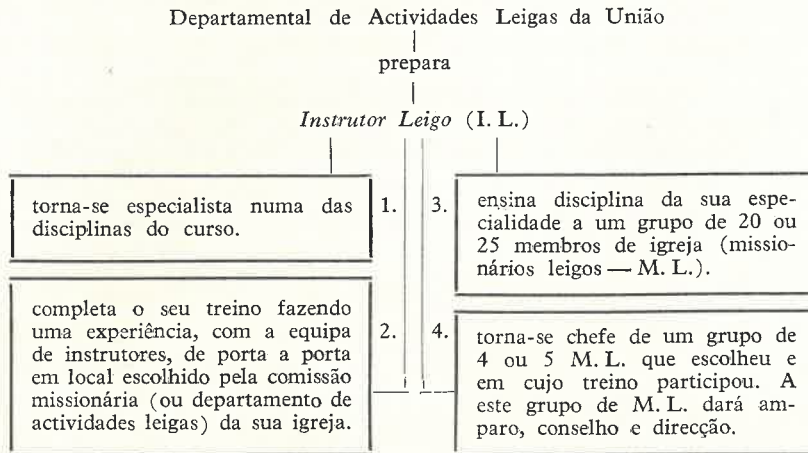 Departamental de Actividades Leigas da União
prepara
Instrutor Leigo (I. L.)
1.
torna-se especialista numa das
disciplinas do curso.
2.
completa o seu treino fazendo
uma experiência, com a equipa
de instrutores, de porta a porta
em local escolhido pela comissão
missionária (ou departamento de
actividades leigas) da sua igreja.
3.
ensina disciplina da sua espe-
cialidade a um grupo de 20 ou
25 membros de igreja (missio-
nários leigos — M. L.).
4.
torna-se chefe de um grupo de
4 ou 5 M. L. que escolheu e
em cujo treino participou. A
este grupo de M. L. dará am-
paro, conselho e direcção.